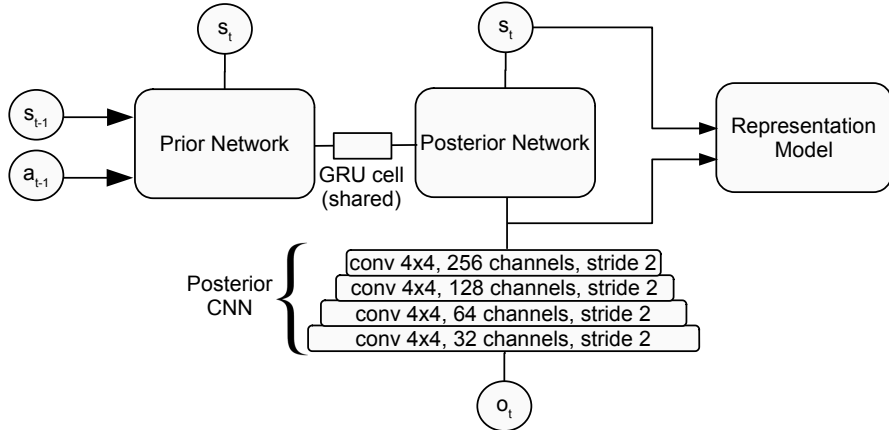 s_t
s_t
s_{t-1}
a_{t-1}
Prior Network
GRU cell
(shared)
Posterior Network
Representation
Model
Posterior
CNN
conv 4x4, 256 channels, stride 2
conv 4x4, 128 channels, stride 2
conv 4x4, 64 channels, stride 2
conv 4x4, 32 channels, stride 2
o_t